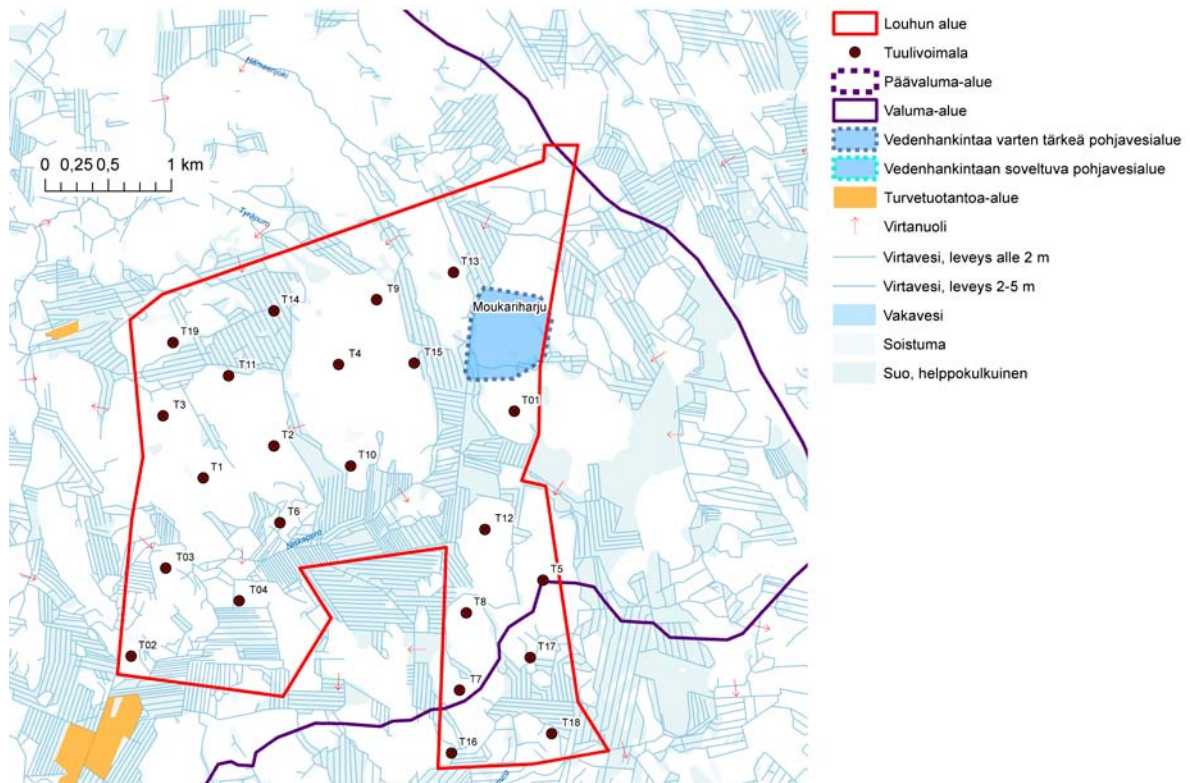 Hömeenjoki
0 0,25 0,5 1 km
Tyräpuro
T13
Moukariharju
T9
T14
T19
T4
T15
T11
T3
T01
T2
T10
T1
T6
T12
Niskapuro
T03
T5
T04
T8
T02
T17
T7
T18
T16
Louhun alue
Tuulivoimala
Päävaluma-alue
Valuma-alue
Vedenhankintaa varten tärkeä pohjavesialue
Vedenhankintaan soveltuva pohjavesialue
Turvetuotantoa-alue
Virtanuoli
Virtavesi, leveys alle 2 m
Virtavesi, leveys 2-5 m
Vakavesi
Soistuma
Suo, helppokulkuinen